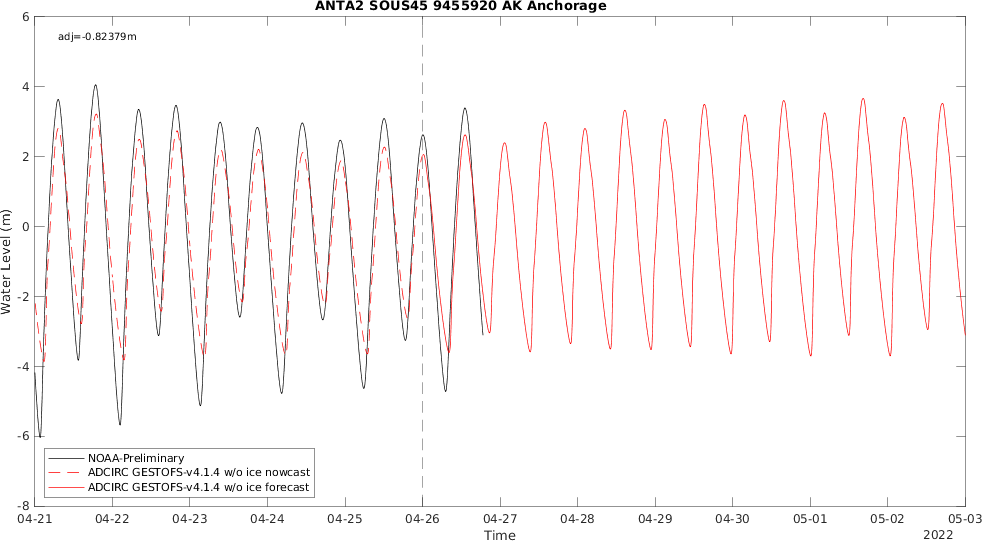 ANTA2 SOUS45 9455920 AK Anchorage
adj=-0.82379m
6
4
2
0
-2
-4
-6
-8
Water Level (m)
NOAA-Preliminary
ADCIRC GESTOFS-v4.1.4 w/o ice nowcast
ADCIRC GESTOFS-v4.1.4 w/o ice forecast
04-21 04-22 04-23 04-24 04-25 04-26 04-27 04-28 04-29 04-30 05-01 05-02 05-03
Time
2022